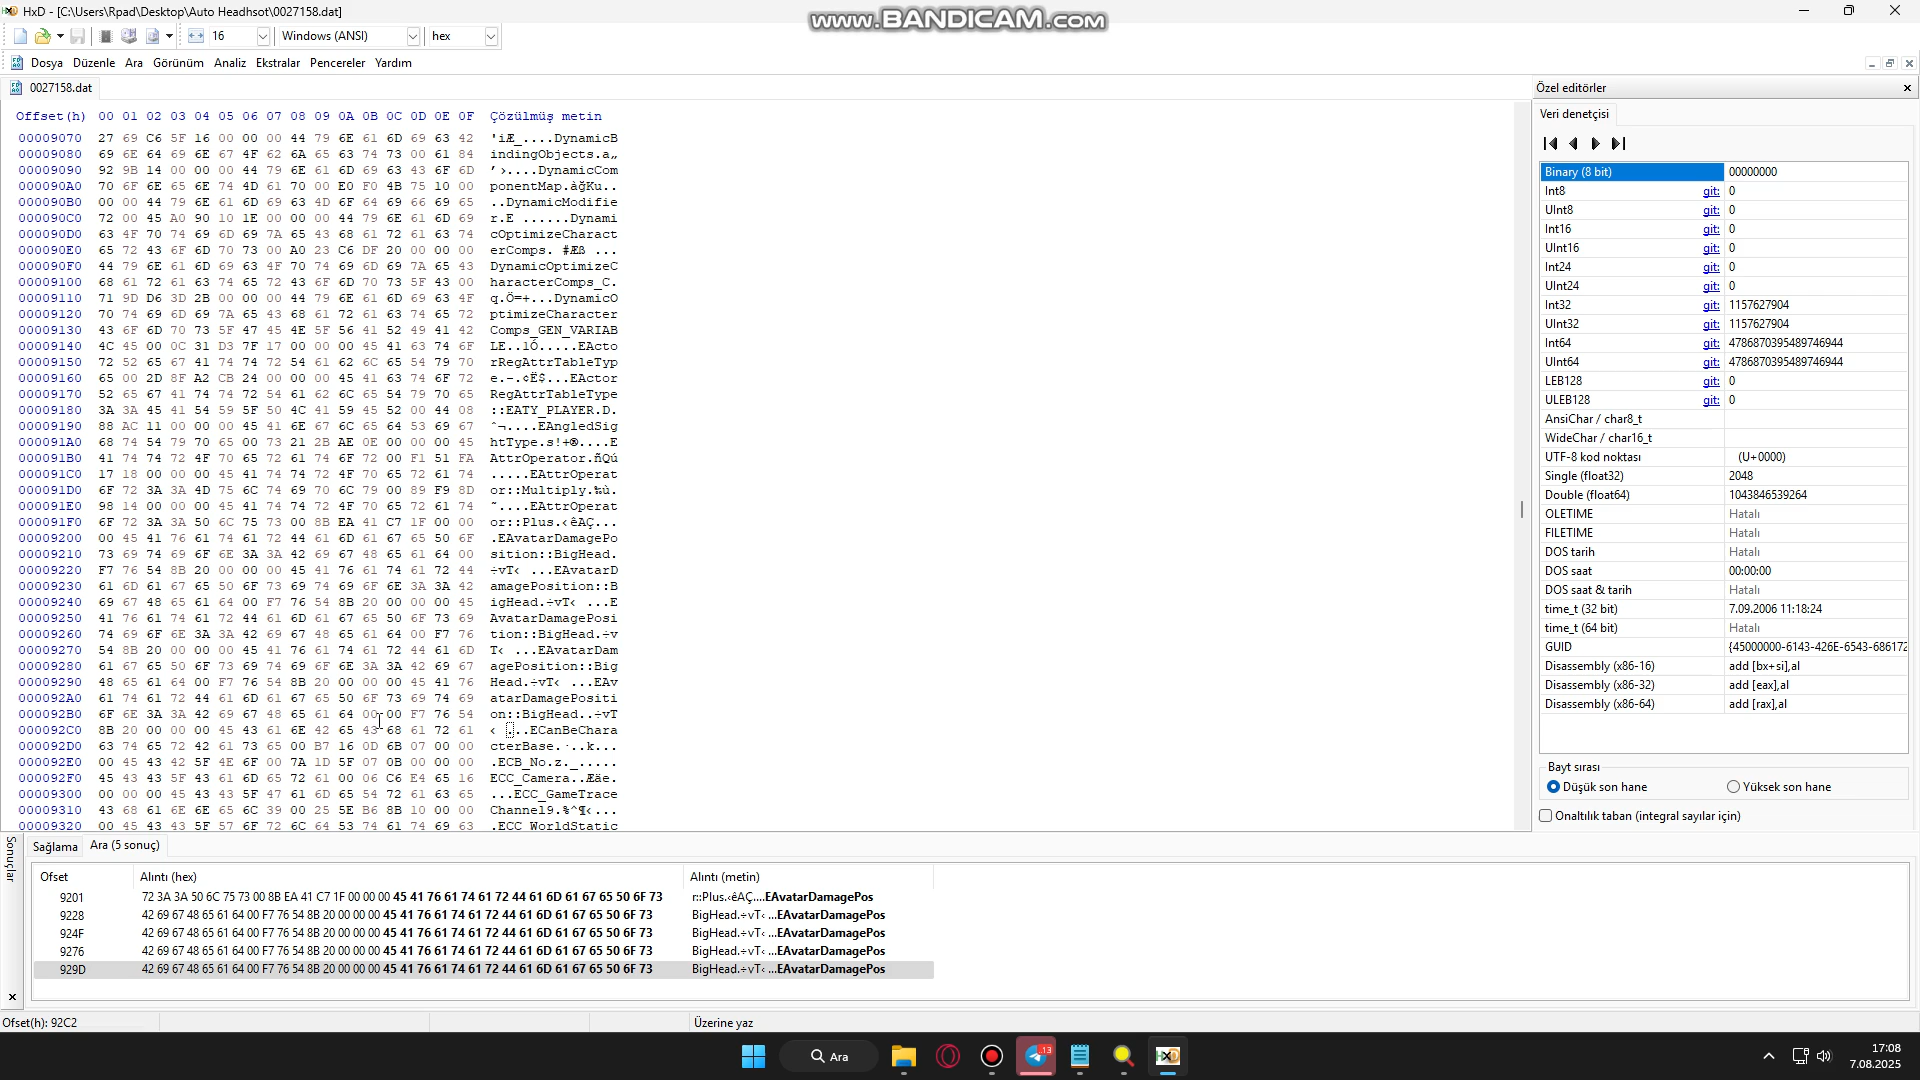 HxD - [C:\Users\Rpad\Desktop\Auto Headhsot\0027158.dat]
www.BANDICAM.com
16 Windows (ANSI) hex
Dosya Düzenle Ara Görünüm Analiz Ekstralar Pencereler Yardım
0027158.dat
Offset(h) 00 01 02 03 04 05 06 07 08 09 0A 0B 0C 0D 0E 0F Çözülmüş metin
00009070 27 69 C6 5F 16 00 00 00 44 79 6E 61 6D 69 63 42 'iÆ_....DynamicB
00009080 69 6E 64 69 6E 67 4F 62 6A 65 63 74 73 00 61 84 indingObjects.a„
00009090 92 9B 14 00 00 00 44 79 6E 61 6D 69 63 43 6F 6D ’›....DynamicCom
000090A0 70 6F 6E 65 6E 74 4D 61 70 00 E0 F0 4B 75 10 00 ponentMap.àğKu..
000090B0 00 00 44 79 6E 61 6D 69 63 4D 6F 64 69 66 69 65 ..DynamicModifie
000090C0 72 00 45 A0 90 10 1E 00 00 00 44 79 6E 61 6D 69 r.E ......Dynami
000090D0 63 4F 70 74 69 6D 69 7A 65 43 68 61 72 61 63 74 cOptimizeCharact
000090E0 65 72 43 6F 6D 70 73 00 A0 23 C6 DF 20 00 00 00 erComps. #Æß ...
000090F0 44 79 6E 61 6D 69 63 4F 70 74 69 6D 69 7A 65 43 DynamicOptimizeC
00009100 68 61 72 61 63 74 65 72 43 6F 6D 70 73 5F 43 00 haracterComps_C.
00009110 71 9D D6 3D 2B 00 00 00 44 79 6E 61 6D 69 63 4F q.Ö=+...DynamicO
00009120 70 74 69 6D 69 7A 65 43 68 61 72 61 63 74 65 72 ptimizeCharacter
00009130 43 6F 6D 70 73 5F 47 45 4E 5F 56 41 52 49 41 42 Comps_GEN_VARIAB
00009140 4C 45 00 0C 31 D3 7F 17 00 00 00 45 41 63 74 6F LE..1Ó.....EActo
00009150 72 52 65 67 41 74 74 72 54 61 62 6C 65 54 79 70 rRegAttrTableTyp
00009160 65 00 2D 8F A2 CB 24 00 00 00 45 41 63 74 6F 72 e.-.¢Ë$...EActor
00009170 52 65 67 41 74 74 72 54 61 62 6C 65 54 79 70 65 RegAttrTableType
00009180 3A 3A 45 41 54 59 5F 50 4C 41 59 45 52 00 44 08 ::EATY_PLAYER.D.
00009190 88 AC 11 00 00 00 45 41 6E 67 6C 65 64 53 69 67 ˆ¬....EAngledSig
000091A0 68 74 54 79 70 65 00 73 21 2B AE 0E 00 00 00 45 htType.s!+®....E
000091B0 41 74 74 72 4F 70 65 72 61 74 6F 72 00 F1 51 FA AttrOperator.ñQú
000091C0 17 18 00 00 00 45 41 74 74 72 4F 70 65 72 61 74 .....EAttrOperat
000091D0 6F 72 3A 3A 4D 75 6C 74 69 70 6C 79 00 89 F9 8D or::Multiply.‰ù.
000091E0 98 14 00 00 00 45 41 74 74 72 4F 70 65 72 61 74 ˜....EAttrOperat
000091F0 6F 72 3A 3A 50 6C 75 73 00 8B EA 41 C7 1F 00 00 or::Plus.‹êAÇ...
00009200 00 45 41 76 61 74 61 72 44 61 6D 61 67 65 50 6F .EAvatarDamagePo
00009210 73 69 74 69 6F 6E 3A 3A 42 69 67 48 65 61 64 00 sition::BigHead.
00009220 F7 76 54 8B 20 00 00 00 45 41 76 61 74 61 72 44 ÷vT‹ ...EAvatarD
00009230 61 6D 61 67 65 50 6F 73 69 74 69 6F 6E 3A 3A 42 amagePosition::B
00009240 69 67 48 65 61 64 00 F7 76 54 8B 20 00 00 00 45 igHead.÷vT‹ ...E
00009250 41 76 61 74 61 72 44 61 6D 61 67 65 50 6F 73 69 AvatarDamagePosi
00009260 74 69 6F 6E 3A 3A 42 69 67 48 65 61 64 00 F7 76 tion::BigHead.÷v
00009270 54 8B 20 00 00 00 45 41 76 61 74 61 72 44 61 6D T‹ ...EAvatarDam
00009280 61 67 65 50 6F 73 69 74 69 6F 6E 3A 3A 42 69 67 agePosition::Big
00009290 48 65 61 64 00 F7 76 54 8B 20 00 00 00 45 41 76 Head.÷vT‹ ...EAv
000092A0 61 74 61 72 44 61 6D 61 67 65 50 6F 73 69 74 69 atarDamagePositi
000092B0 6F 6E 3A 3A 42 69 67 48 65 61 64 00 00 F7 76 54 on::BigHead..÷vT
000092C0 8B 20 00 00 00 45 43 61 6E 42 65 43 68 61 72 61 ‹ ...ECanBeChara
000092D0 63 74 65 72 42 61 73 65 00 B7 16 0D 6B 07 00 00 cterBase.·..k...
000092E0 00 45 43 42 5F 4E 6F 00 7A 1D 5F 07 0B 00 00 00 .ECB_No.z._.....
000092F0 45 43 43 5F 43 61 6D 65 72 61 00 06 C6 E4 65 16 ECC_Camera..Æäe.
00009300 00 00 00 45 43 43 5F 47 61 6D 65 54 72 61 63 65 ...ECC_GameTrace
00009310 43 68 61 6E 6E 65 6C 39 00 25 5E B6 8B 10 00 00 Channel9.%^¶‹...
00009320 00 45 43 43 5F 57 6F 72 6C 64 53 74 61 74 69 63 .ECC_WorldStatic
Özel editörler
Veri denetçisi
Binary (8 bit) 00000000
Int8 git: 0
UInt8 git: 0
Int16 git: 0
UInt16 git: 0
Int24 git: 0
UInt24 git: 0
Int32 git: 1157627904
UInt32 git: 1157627904
Int64 git: 4786870395489746944
UInt64 git: 4786870395489746944
LEB128 git: 0
ULEB128 git: 0
AnsiChar / char8_t
WideChar / char16_t
UTF-8 kod noktası (U+0000)
Single (float32) 2048
Double (float64) 1043846539264
OLETIME Hatalı
FILETIME Hatalı
DOS tarih Hatalı
DOS saat 00:00:00
DOS saat & tarih Hatalı
time_t (32 bit) 7.09.2006 11:18:24
time_t (64 bit) Hatalı
GUID {45000000-6143-426E-6543-686172
Disassembly (x86-16) add [bx+si],al
Disassembly (x86-32) add [eax],al
Disassembly (x86-64) add [rax],al
Bayt sırası
Düşük son hane Yüksek son hane
Onaltılık taban (integral sayılar için)
Sonuçlar
Sağlama Ara (5 sonuç)
Ofset Alıntı (hex) Alıntı (metin)
9201 72 3A 3A 50 6C 75 73 00 8B EA 41 C7 1F 00 00 00 45 41 76 61 74 61 72 44 61 6D 61 67 65 50 6F 73 r::Plus.‹êAÇ....EAvatarDamagePos
9228 42 69 67 48 65 61 64 00 F7 76 54 8B 20 00 00 00 45 41 76 61 74 61 72 44 61 6D 61 67 65 50 6F 73 BigHead.÷vT‹ ...EAvatarDamagePos
924F 42 69 67 48 65 61 64 00 F7 76 54 8B 20 00 00 00 45 41 76 61 74 61 72 44 61 6D 61 67 65 50 6F 73 BigHead.÷vT‹ ...EAvatarDamagePos
9276 42 69 67 48 65 61 64 00 F7 76 54 8B 20 00 00 00 45 41 76 61 74 61 72 44 61 6D 61 67 65 50 6F 73 BigHead.÷vT‹ ...EAvatarDamagePos
929D 42 69 67 48 65 61 64 00 F7 76 54 8B 20 00 00 00 45 41 76 61 74 61 72 44 61 6D 61 67 65 50 6F 73 BigHead.÷vT‹ ...EAvatarDamagePos
Ofset(h): 92C2 Üzerine yaz
Ara
13
17:08
7.08.2025